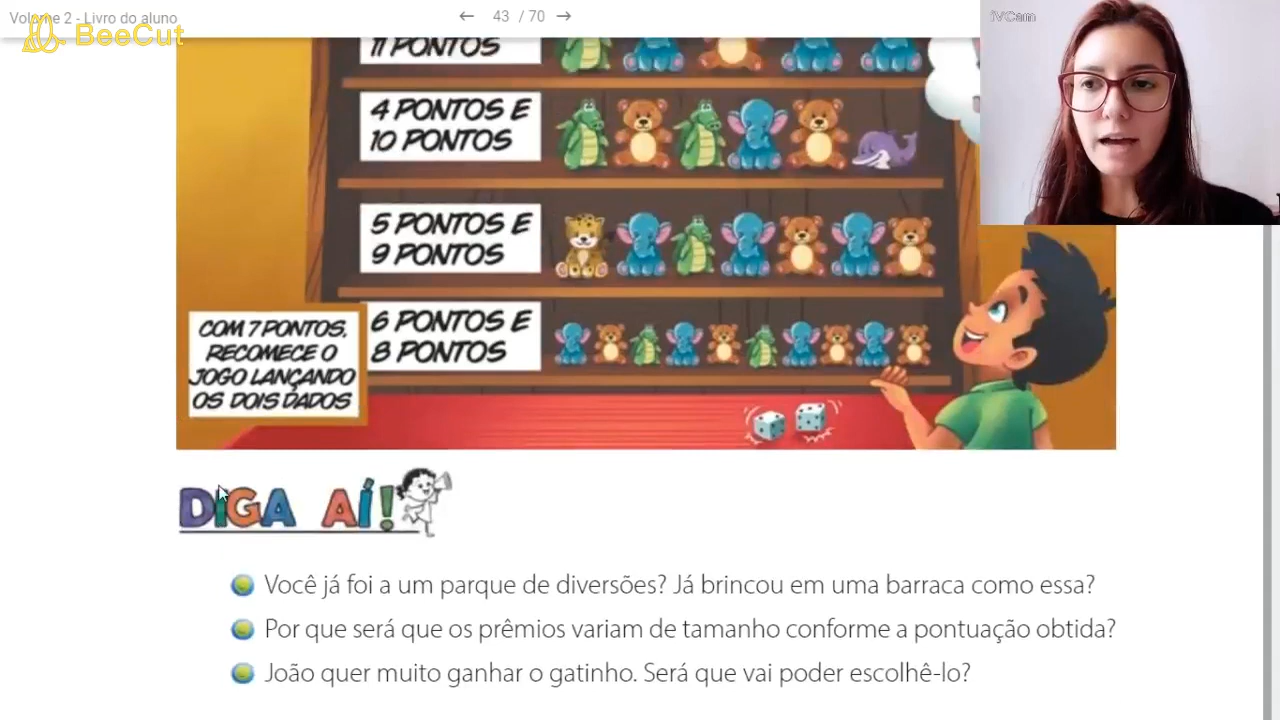 Volume 2 - Livro do aluno
43 / 70
iVCam
BeeCut
11 PONTOS
4 PONTOS E
10 PONTOS
5 PONTOS E
9 PONTOS
6 PONTOS E
8 PONTOS
COM 7 PONTOS,
RECOMECE O
JOGO LANÇANDO
OS DOIS DADOS
DIGA AÍ!
Você já foi a um parque de diversões? Já brincou em uma barraca como essa?
Por que será que os prêmios variam de tamanho conforme a pontuação obtida?
João quer muito ganhar o gatinho. Será que vai poder escolhê-lo?